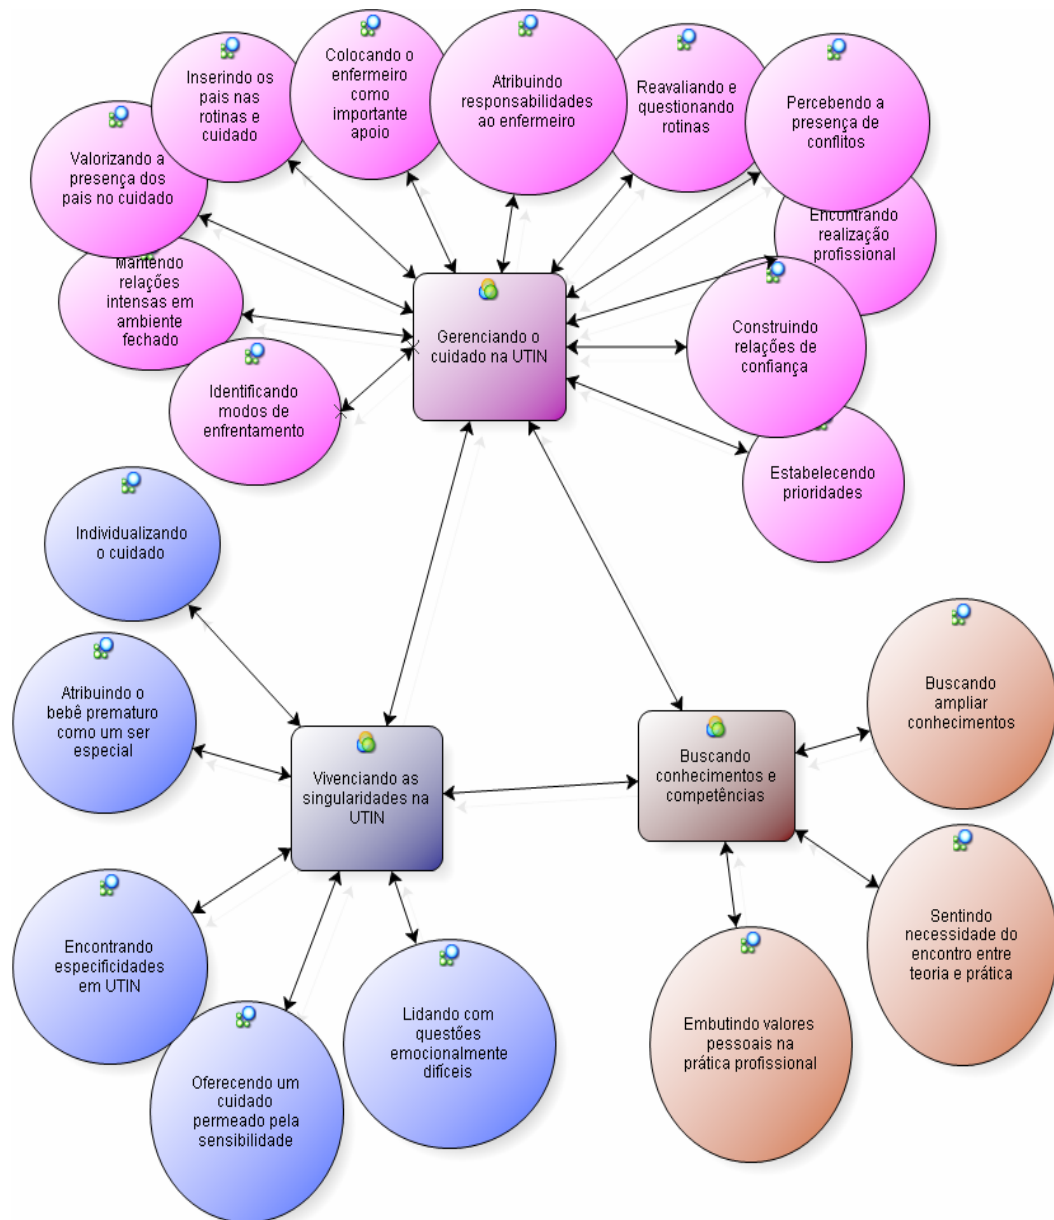 Colocando o
enfermeiro
como
importante
apoio
Inserindo os
pais nas
rotinas e
cuidado
Atribuindo
responsabilidades
ao enfermeiro
Reavaliando e
questionando
rotinas
Percebendo a
presença de
conflitos
Valorizando a
presença dos
pais no cuidado
Encontrando
realização
profissional
Mantendo
relações
intensas em
ambiente
fechado
Gerenciando o
cuidado na UTIN
Construindo
relações de
confiança
Identificando
modos de
enfrentamento
Estabelecendo
prioridades
Individualizando
o cuidado
Atribuindo o
bebê prematuro
como um ser
especial
Vivenciando as
singularidades na
UTIN
Buscando
conhecimentos e
competências
Buscando
ampliar
conhecimentos
Encontrando
especificidades
em UTIN
Oferecendo um
cuidado
permeado pela
sensibilidade
Lidando com
questões
emocionalmente
difíceis
Embutindo valores
pessoais na
prática profissional
Sentindo
necessidade do
encontro entre
teoria e prática